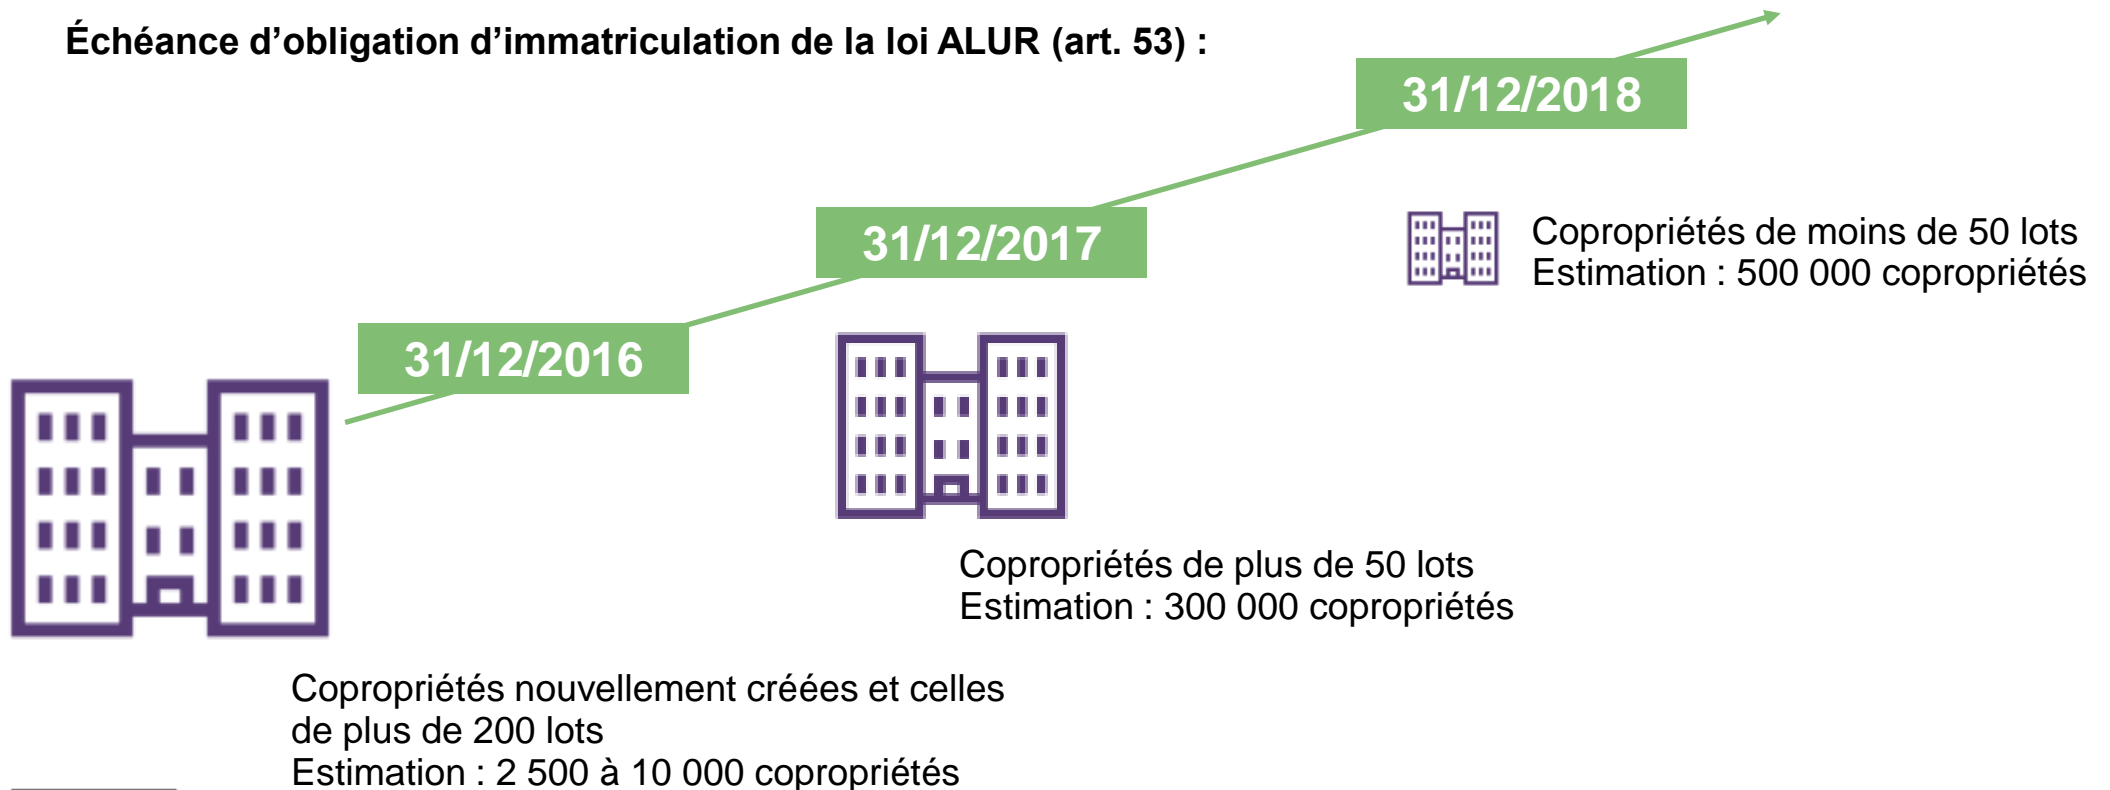 Échéance d’obligation d’immatriculation de la loi ALUR (art. 53) :
31/12/2018
Copropriétés de moins de 50 lots
Estimation : 500 000 copropriétés
31/12/2017
Copropriétés de plus de 50 lots
Estimation : 300 000 copropriétés
31/12/2016
Copropriétés nouvellement créées et celles
de plus de 200 lots
Estimation : 2 500 à 10 000 copropriétés